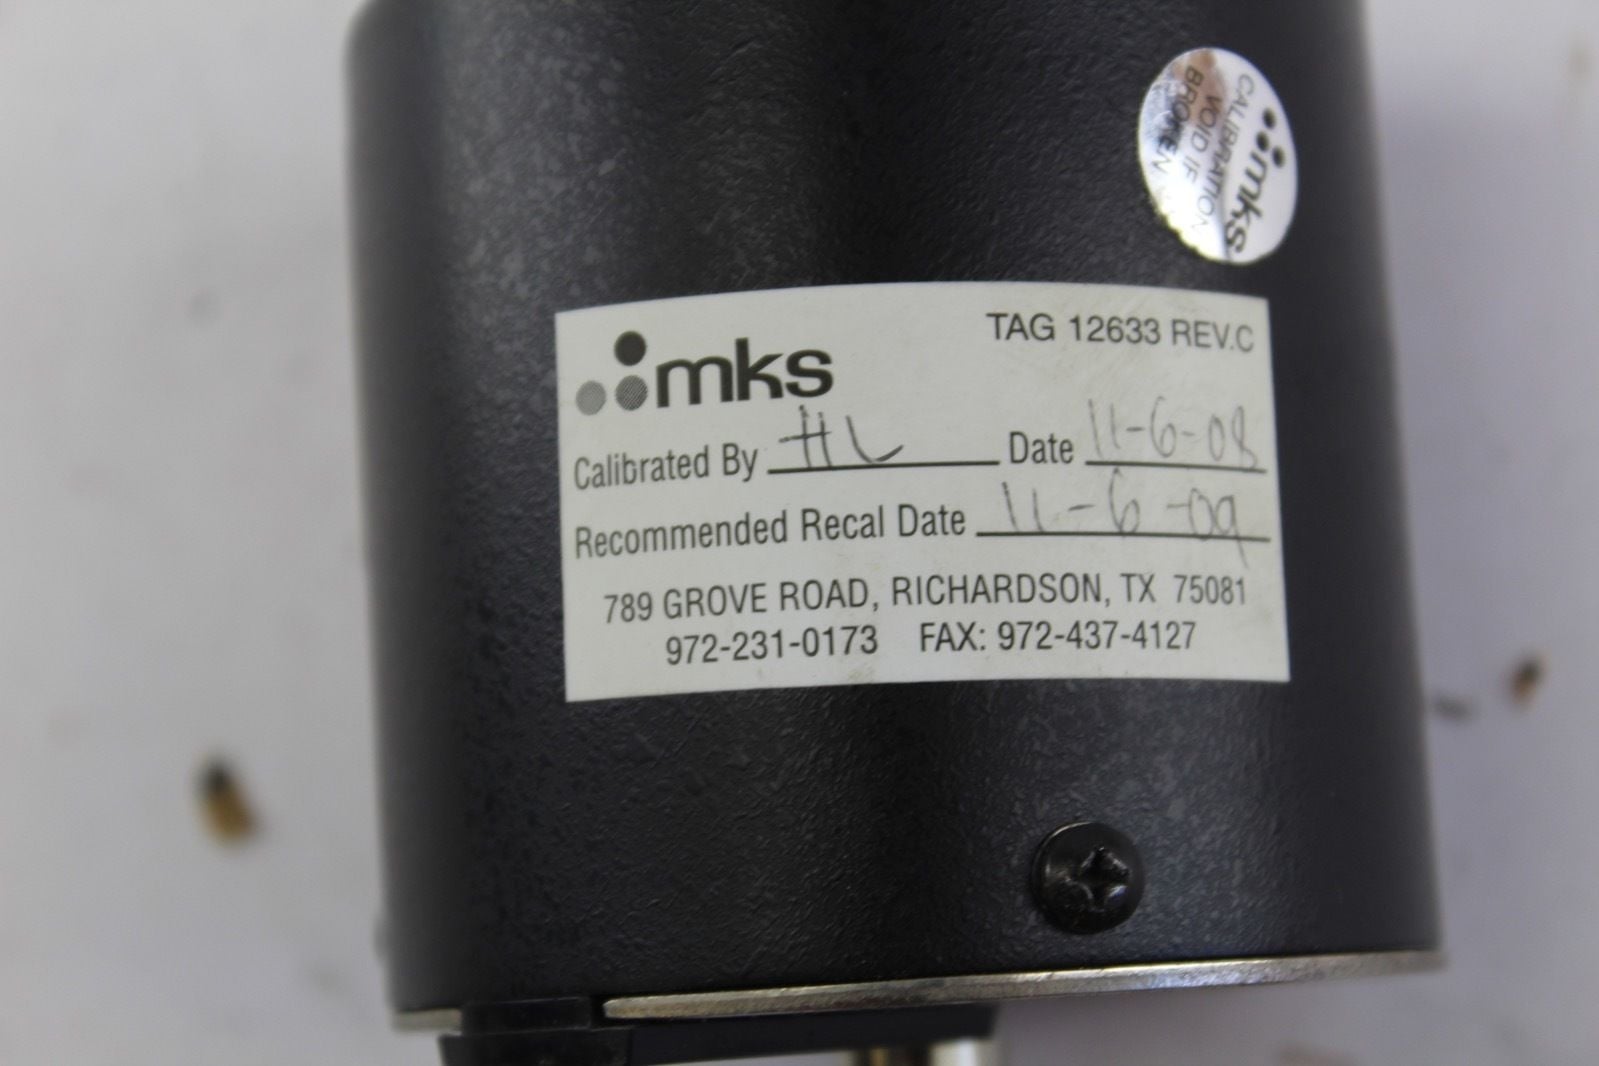 mks
CALIBRATION
VOID IF
BROKEN
mks
TAG 12633 REV.C
Calibrated By HL Date 11-6-08
Recommended Recal Date 11-6-09
789 GROVE ROAD, RICHARDSON, TX 75081
972-231-0173 FAX: 972-437-4127